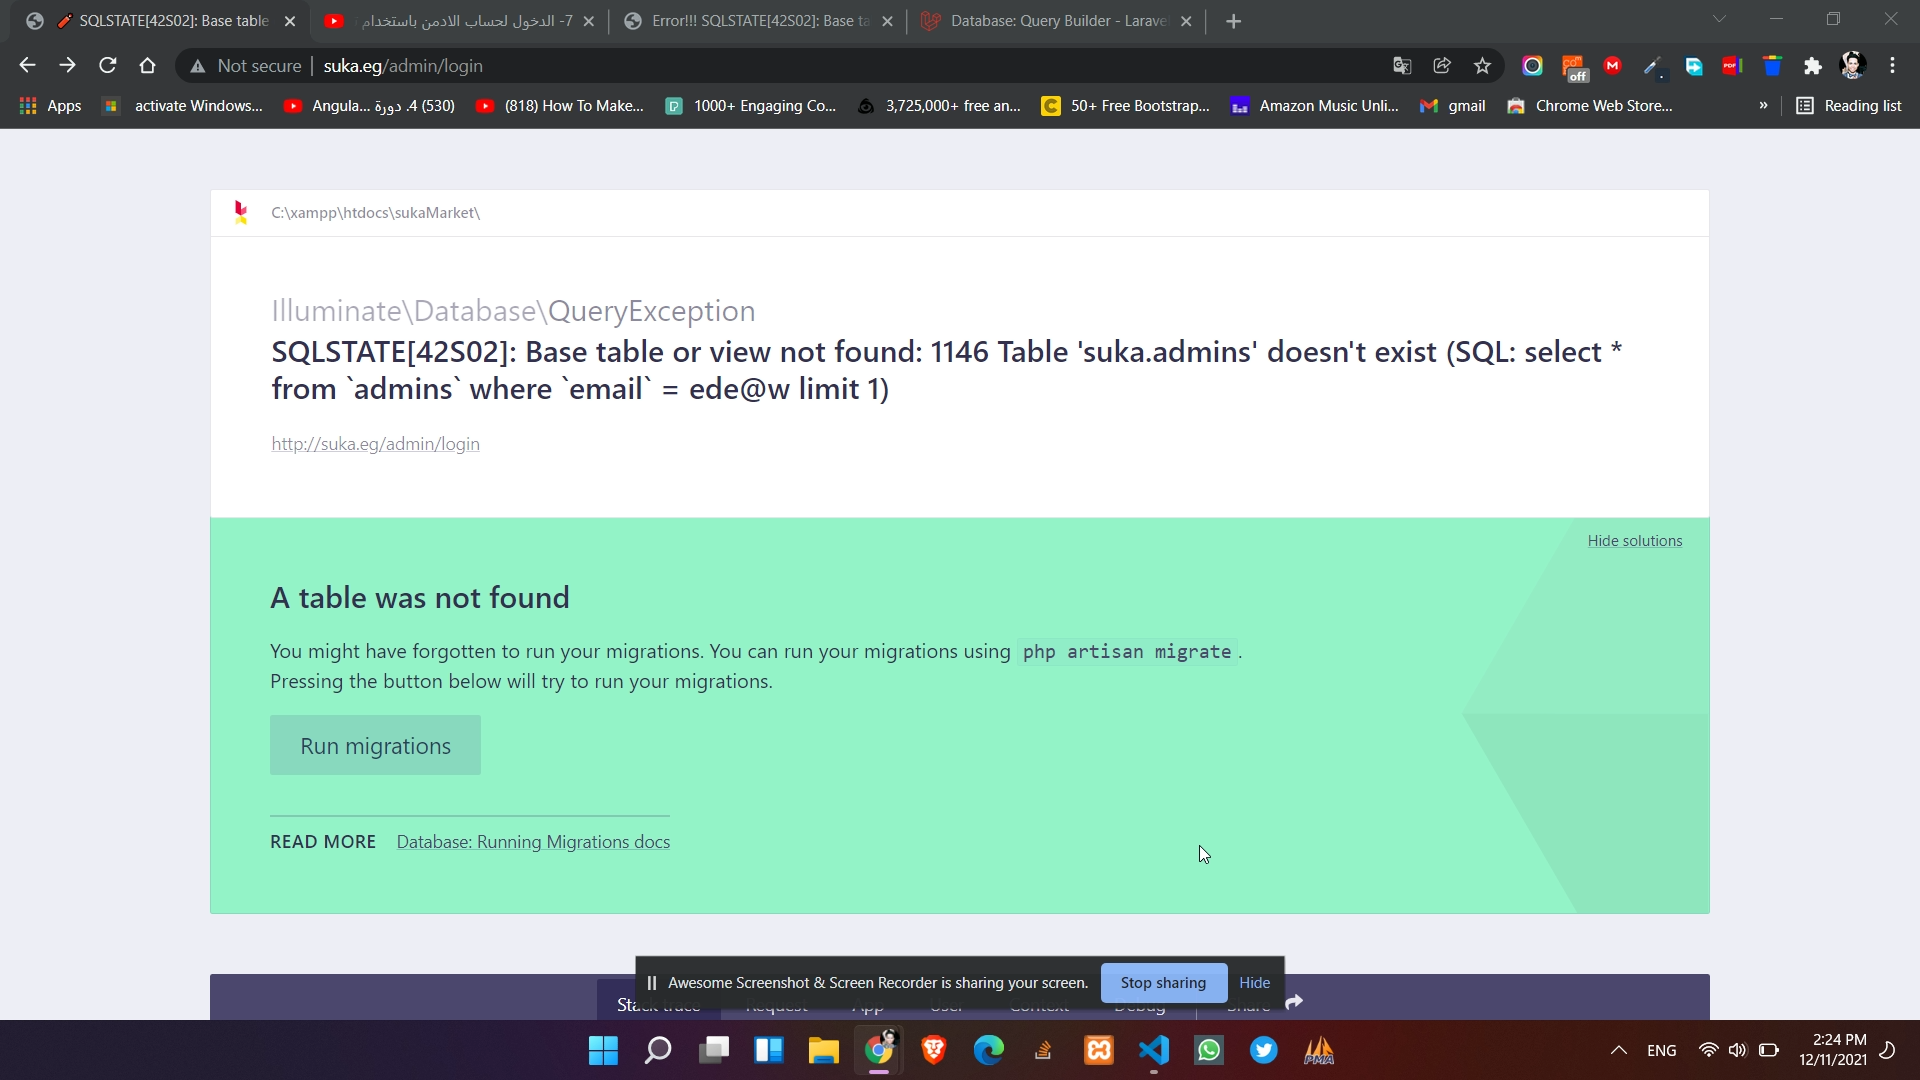 SQLSTATE[42S02]: Base table
7- الدخول لحساب الادمن باستخدام
Error!!! SQLSTATE[42S02]: Base ta
Database: Query Builder - Larave
Not secure
suka.eg/admin/login
off
Apps
activate Windows...
Angula... 4. دورة (530)
(818) How To Make...
1000+ Engaging Co...
3,725,000+ free an...
50+ Free Bootstrap...
Amazon Music Unli...
gmail
Chrome Web Store...
»
Reading list
C:\xampp\htdocs\sukaMarket\
Illuminate\Database\QueryException
SQLSTATE[42S02]: Base table or view not found: 1146 Table 'suka.admins' doesn't exist (SQL: select *
from `admins` where `email` = ede@w limit 1)
http://suka.eg/admin/login
Hide solutions
A table was not found
You might have forgotten to run your migrations. You can run your migrations using php artisan migrate.
Pressing the button below will try to run your migrations.
Run migrations
READ MORE Database: Running Migrations docs
Awesome Screenshot & Screen Recorder is sharing your screen.
Stop sharing
Hide
Stack trace Request App User Context Debug Share
ENG
2:24 PM
12/11/2021